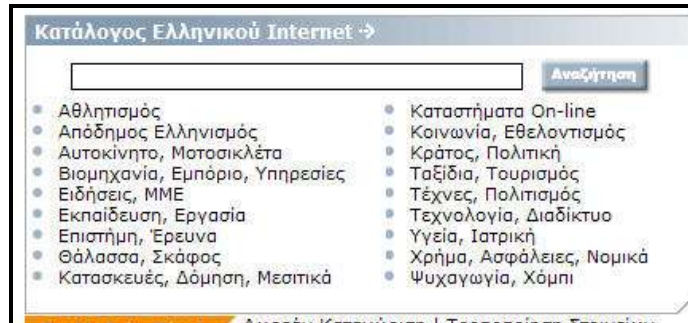 Κατάλογος Ελληνικού Internet
Αναζήτηση
Αθλητισμός
Απόδημος Ελληνισμός
Αυτοκίνητο, Μοτοσικλέτα
Βιομηχανία, Εμπόριο, Υπηρεσίες
Ειδήσεις, ΜΜΕ
Εκπαίδευση, Εργασία
Επιστήμη, Έρευνα
Θάλασσα, Σκάφος
Κατασκευές, Δόμηση, Μεσιτικά
Καταστήματα On-line
Κοινωνία, Εθελοντισμός
Κράτος, Πολιτική
Ταξίδια, Τουρισμός
Τέχνες, Πολιτισμός
Τεχνολογία, Διαδίκτυο
Υγεία, Ιατρική
Χρήμα, Ασφάλειες, Νομικά
Ψυχαγωγία, Χόμπι